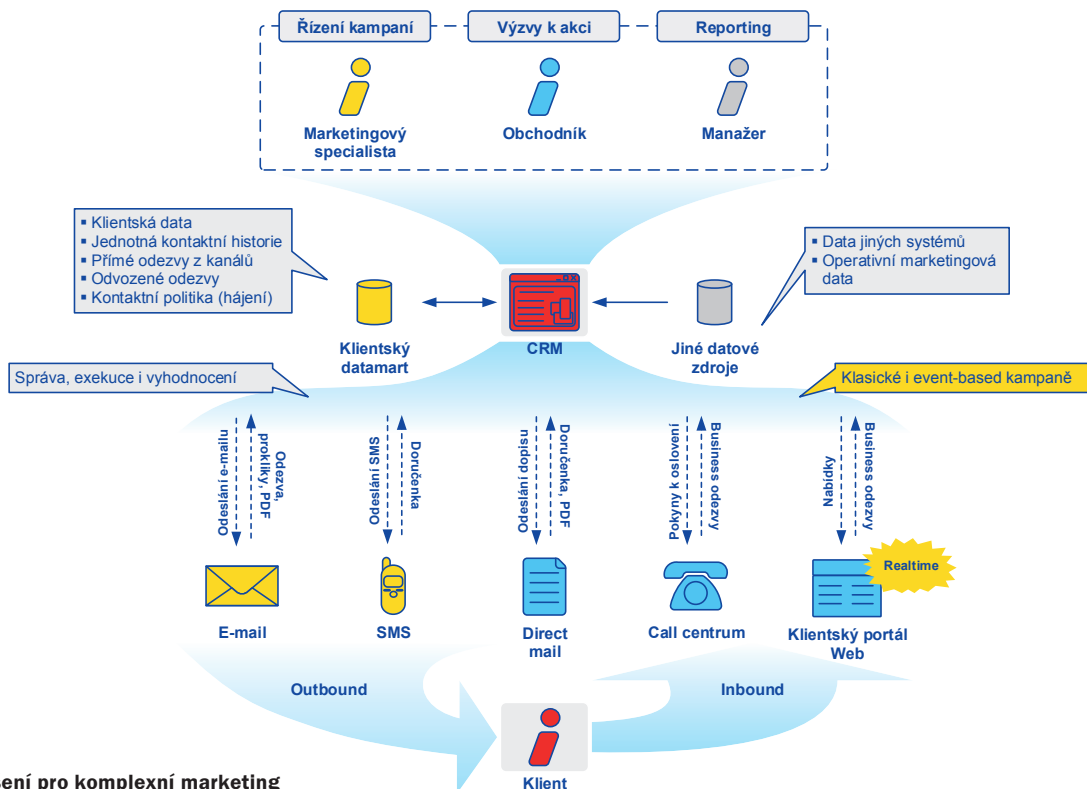 Řízení kampaní
Výzvy k akci
Reporting
Marketingový
specialista
Obchodník
Manažer
▪ Klientská data
▪ Jednotná kontaktní historie
▪ Přímé odezvy z kanálů
▪ Odvozené odezvy
▪ Kontaktní politika (hájení)
▪ Data jiných systémů
▪ Operativní marketingová
data
Klientský
datamart
CRM
Jiné datové
zdroje
Správa, exekuce i vyhodnocení
Klasické i event-based kampaně
Odeslání e-mailu
Odezva,
prokliky, PDF
Odeslání SMS
Doručenka
Odeslání dopisu
Doručenka, PDF
Pokyny k oslovení
Business odezvy
Nabídky
Business odezvy
Realtime
E-mail
SMS
Direct
mail
Call centrum
Klientský portál
Web
Outbound
Inbound
Klient
ení pro komplexní marketing